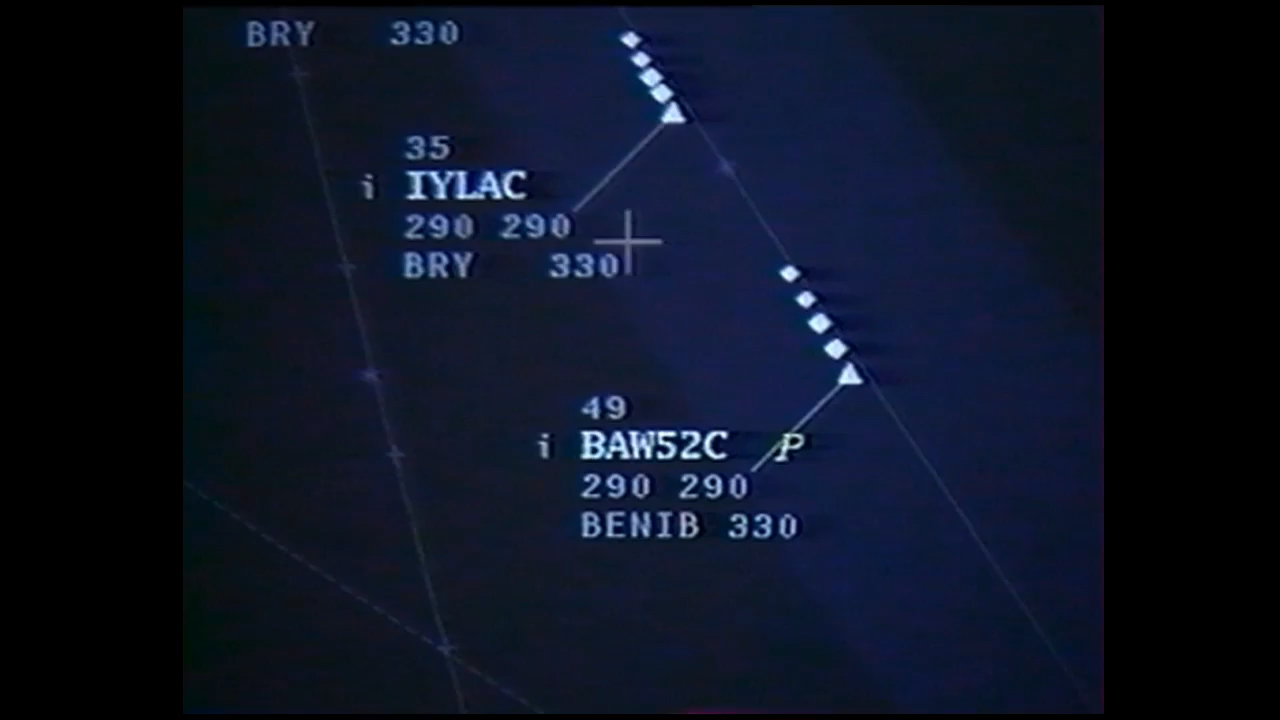 BRY 330
35
i IYLAC
290 290
BRY 330
49
i BAW52C P
290 290
BENIB 330